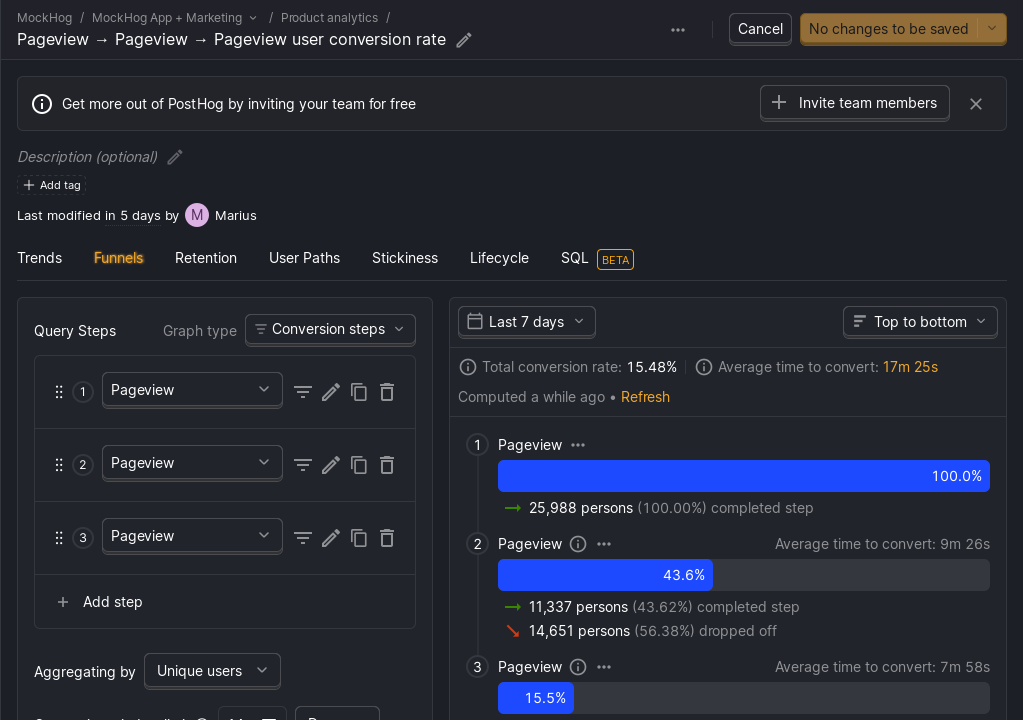 MockHog / MockHog App + Marketing / Product analytics /
Pageview → Pageview → Pageview user conversion rate
Cancel
No changes to be saved
Get more out of PostHog by inviting your team for free
Invite team members
Description (optional)
Add tag
Last modified in 5 days by M Marius
Trends Funnels Retention User Paths Stickiness Lifecycle SQL BETA
Query Steps Graph type Conversion steps
1 Pageview
2 Pageview
3 Pageview
Add step
Aggregating by Unique users
Last 7 days Top to bottom
Total conversion rate: 15.48% Average time to convert: 17m 25s
Computed a while ago • Refresh
1 Pageview
100.0%
25,988 persons (100.00%) completed step
2 Pageview Average time to convert: 9m 26s
43.6%
11,337 persons (43.62%) completed step
14,651 persons (56.38%) dropped off
3 Pageview Average time to convert: 7m 58s
15.5%